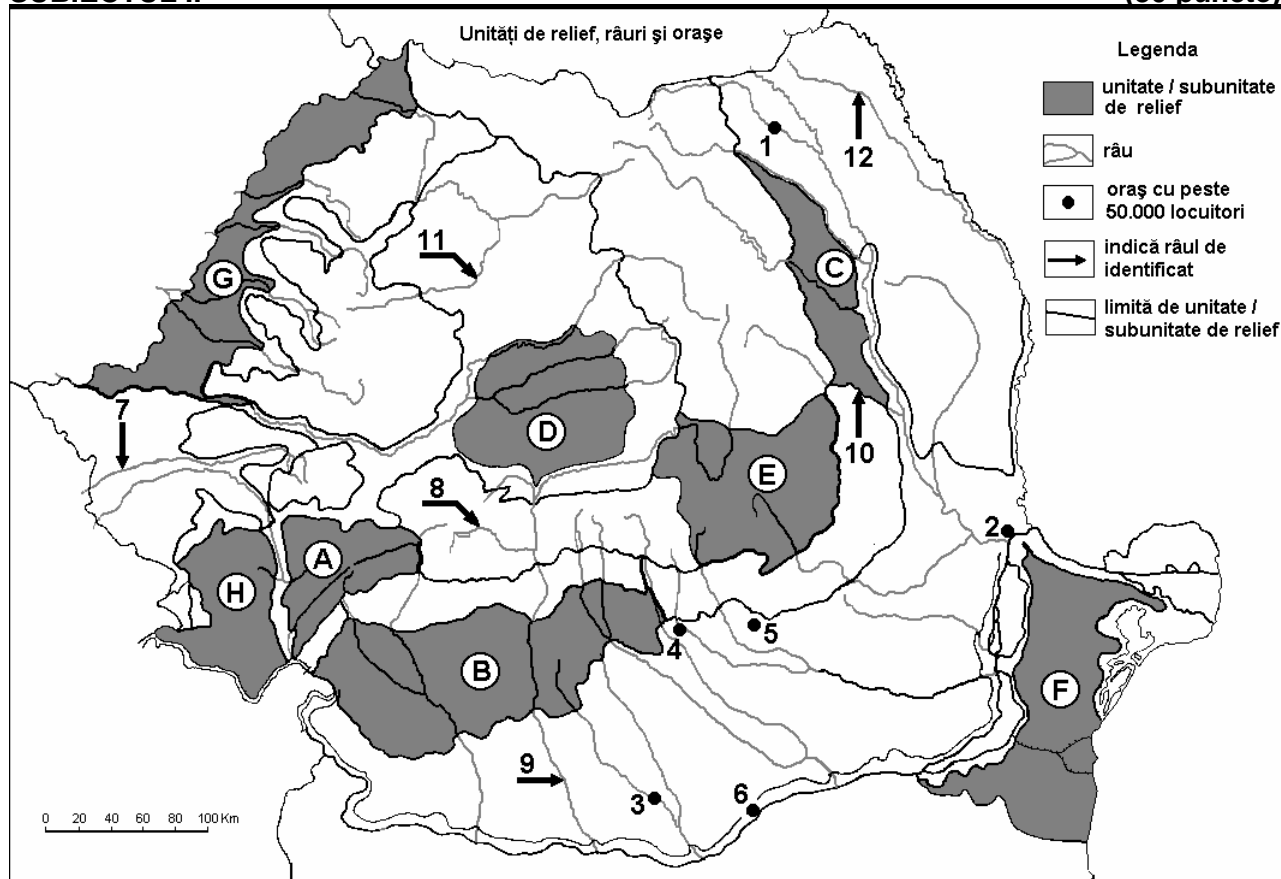 Unități de relief, râuri și orașe
Legenda
unitate / subunitate
de relief
râu
oraș cu peste
50.000 locuitori
indică râul de
identificat
limită de unitate /
subunitate de relief
1
12
11
C
G
7
D
10
8
E
2
A
H
4
5
B
F
9
3
6
0 20 40 60 80 100 Km